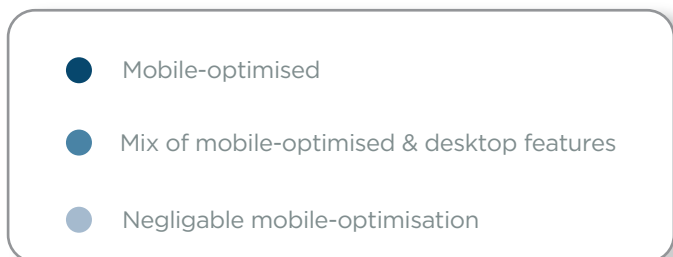 Mobile-optimised
Mix of mobile-optimised & desktop features
Negligable mobile-optimisation